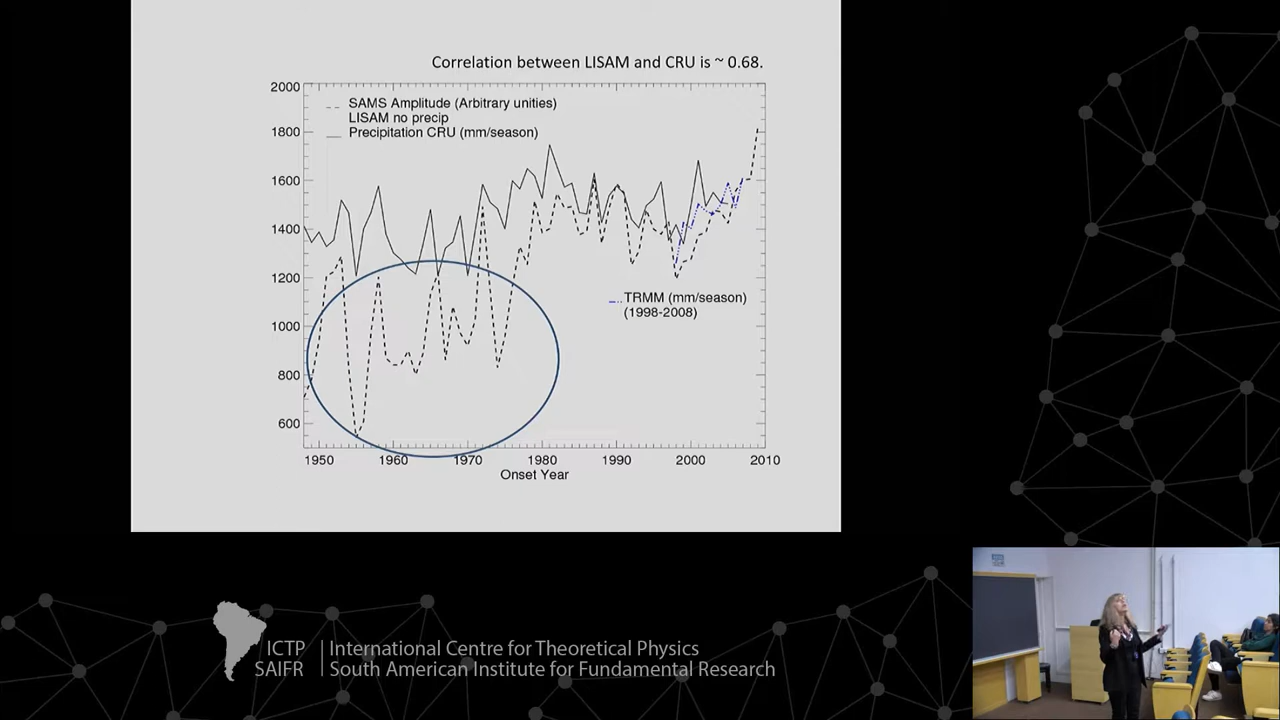 Correlation between LISAM and CRU is ~ 0.68.
SAMS Amplitude (Arbitrary unities)
LISAM no precip
Precipitation CRU (mm/season)
2000
1800
1600
1400
1200
1000
800
600
TRMM (mm/season)
(1998-2008)
1950 1960 1970 1980 1990 2000 2010
Onset Year
ICTP International Centre for Theoretical Physics
SAIFR South American Institute for Fundamental Research